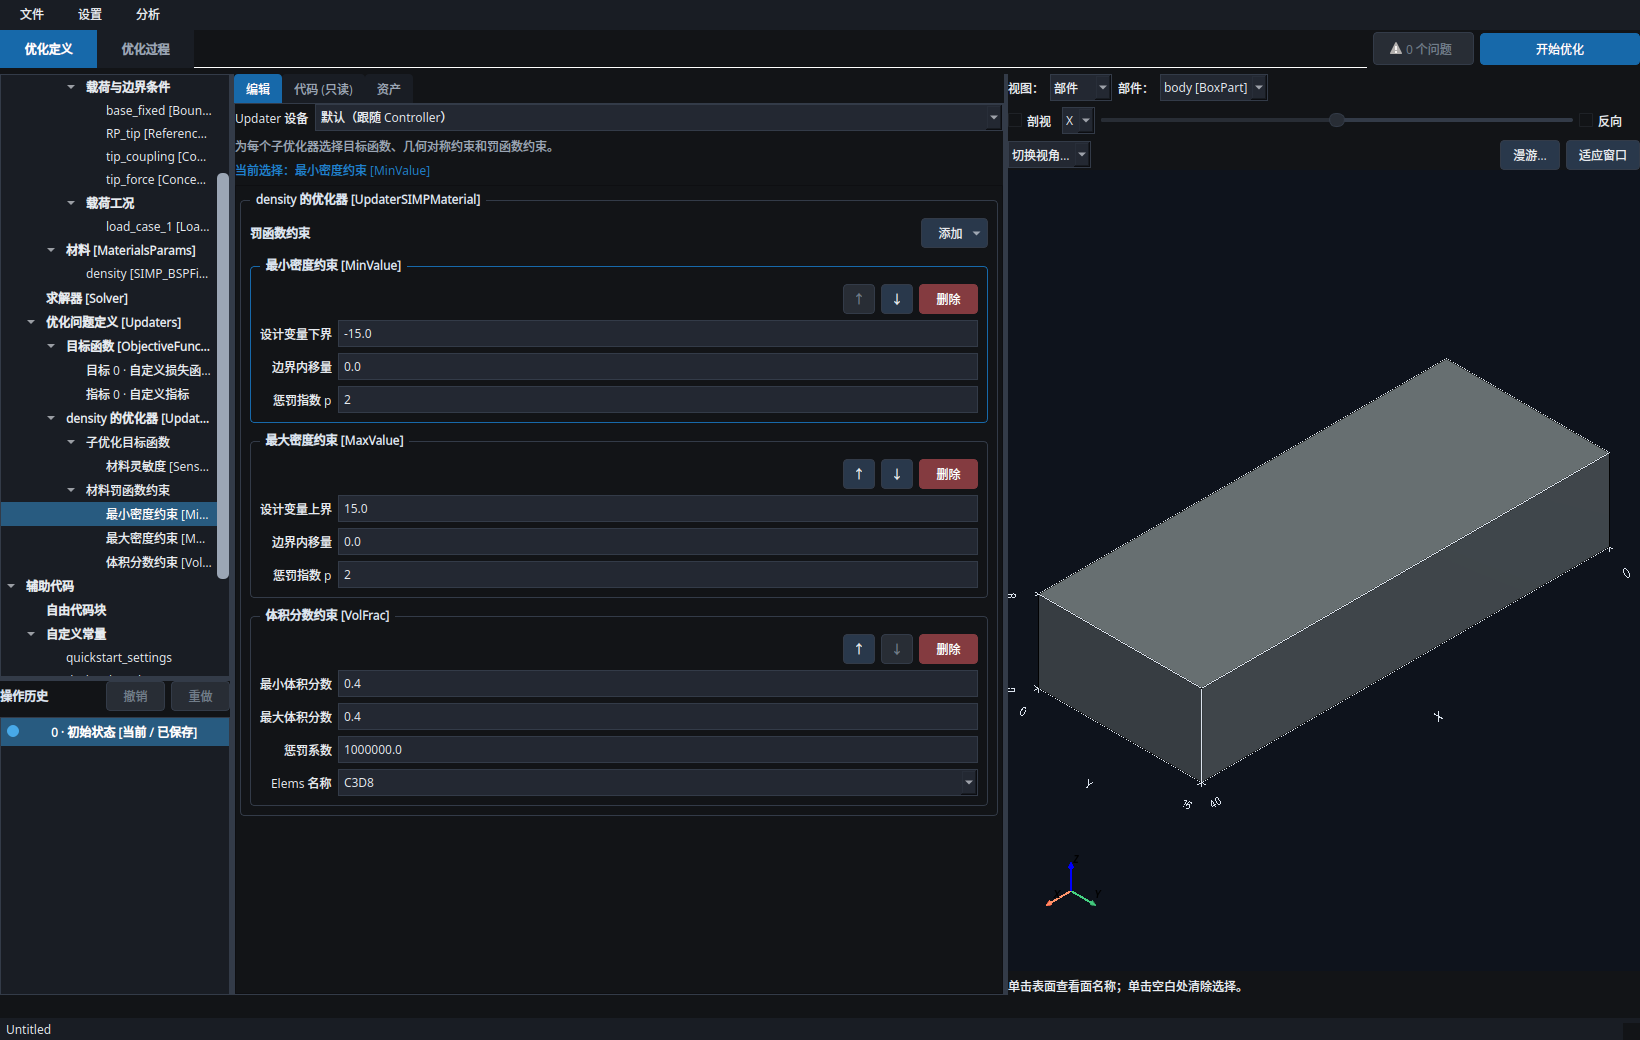 文件 设置 分析
优化定义 优化过程 0 个问题 开始优化
载荷与边界条件
base_fixed [Boun...
RP_tip [Referenc...
tip_coupling [Co...
tip_force [Conce...
载荷工况
load_case_1 [Loa...
材料 [MaterialsParams]
density [SIMP_BSPFi...
求解器 [Solver]
优化问题定义 [Updaters]
目标函数 [ObjectiveFunc...
目标 0 · 自定义损失函...
指标 0 · 自定义指标
density 的优化器 [Updat...
子优化目标函数
材料灵敏度 [Sens...
材料罚函数约束
最小密度约束 [Mi...
最大密度约束 [M...
体积分数约束 [Vol...
辅助代码
自由代码块
自定义常量
quickstart_settings
操作历史 撤销 重做
0 · 初始状态 [当前 / 已保存]
编辑 代码 (只读) 资产
Updater 设备 默认（跟随 Controller）
为每个子优化器选择目标函数、几何对称约束和罚函数约束。
当前选择：最小密度约束 [MinValue]
density 的优化器 [UpdaterSIMPMaterial]
罚函数约束 添加
最小密度约束 [MinValue]
↑ ↓ 删除
设计变量下界 -15.0
边界内移量 0.0
惩罚指数 p 2
最大密度约束 [MaxValue]
↑ ↓ 删除
设计变量上界 15.0
边界内移量 0.0
惩罚指数 p 2
体积分数约束 [VolFrac]
↑ ↓ 删除
最小体积分数 0.4
最大体积分数 0.4
惩罚系数 1000000.0
Elems 名称 C3D8
视图： 部件 部件： body [BoxPart]
剖视 X 反向
切换视角... 漫游... 适应窗口
0
0
X
Y
15 40
Z
Y
单击表面查看面名称；单击空白处清除选择。
Untitled